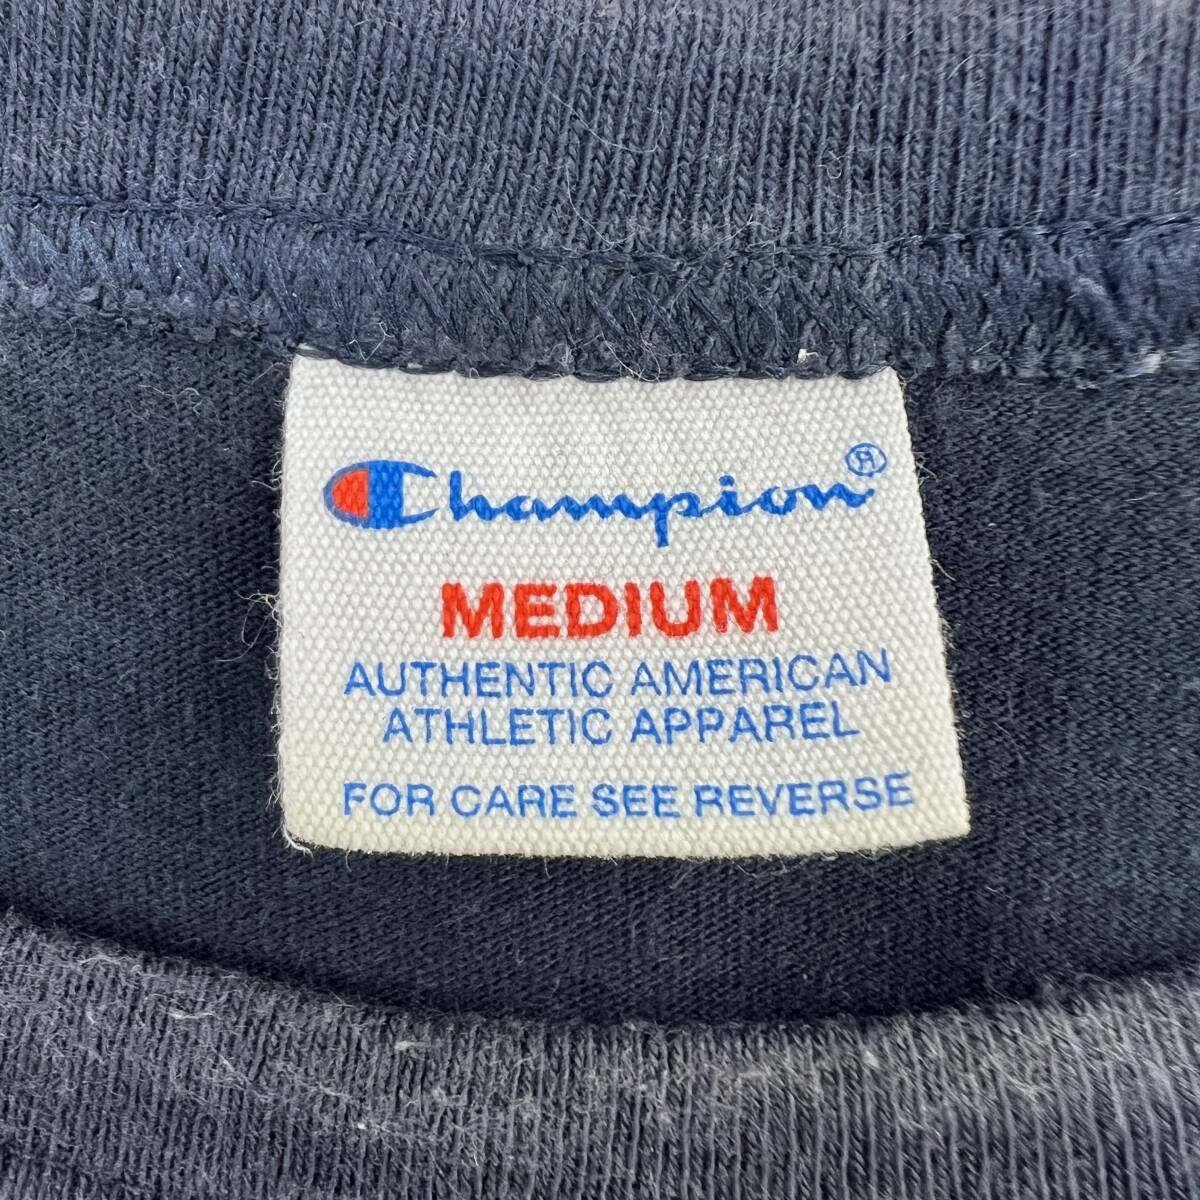 Champion®
MEDIUM
AUTHENTIC AMERICAN
ATHLETIC APPAREL
FOR CARE SEE REVERSE